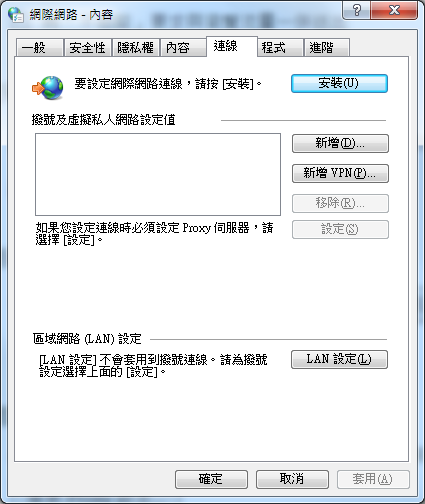 網際網路 - 內容
一般 安全性 隱私權 內容 連線 程式 進階
要設定網際網路連線，請按 [安裝]。
安裝(U)
撥號及虛擬私人網路設定值
新增(D)...
新增 VPN(P)...
移除(R)...
設定(S)
如果您設定連線時必須設定 Proxy 伺服器，請
選擇 [設定]。
區域網路 (LAN) 設定
[LAN 設定] 不會套用到撥號連線。請為撥號
設定選擇上面的 [設定]。
LAN 設定(L)
確定 取消 套用(A)